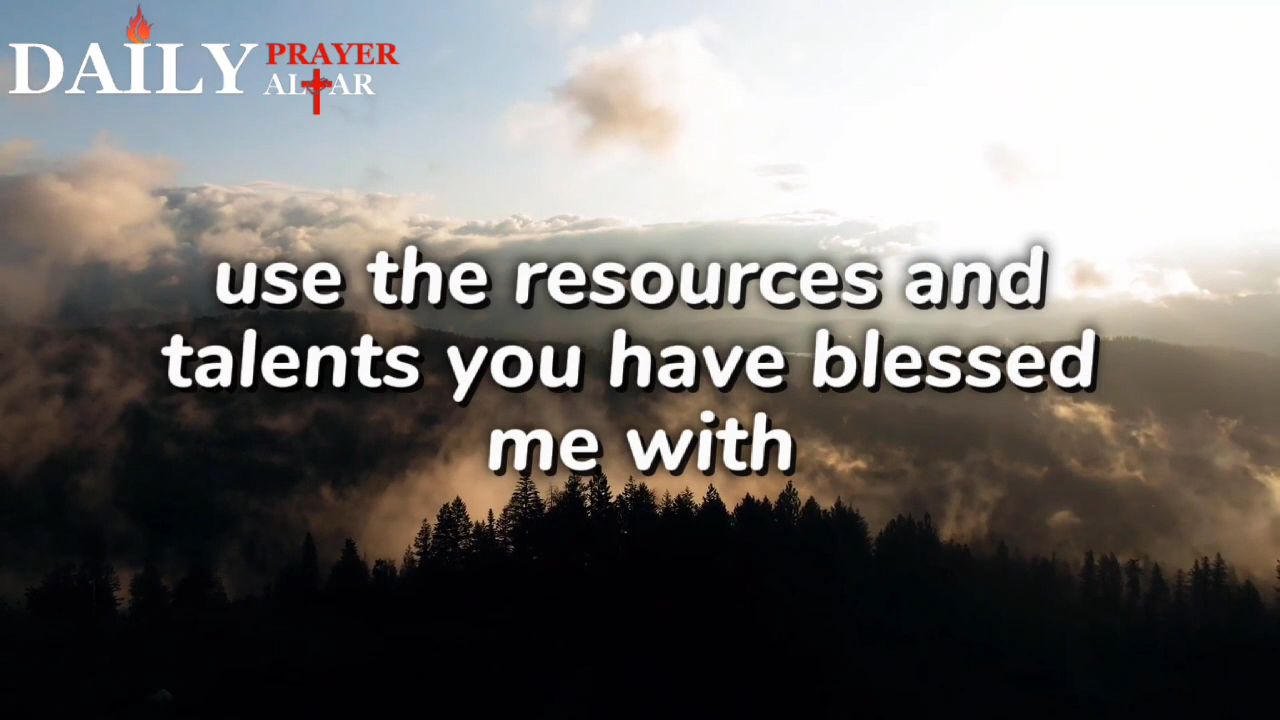 DAILY PRAYER
ALTAR
use the resources and
talents you have blessed
me with